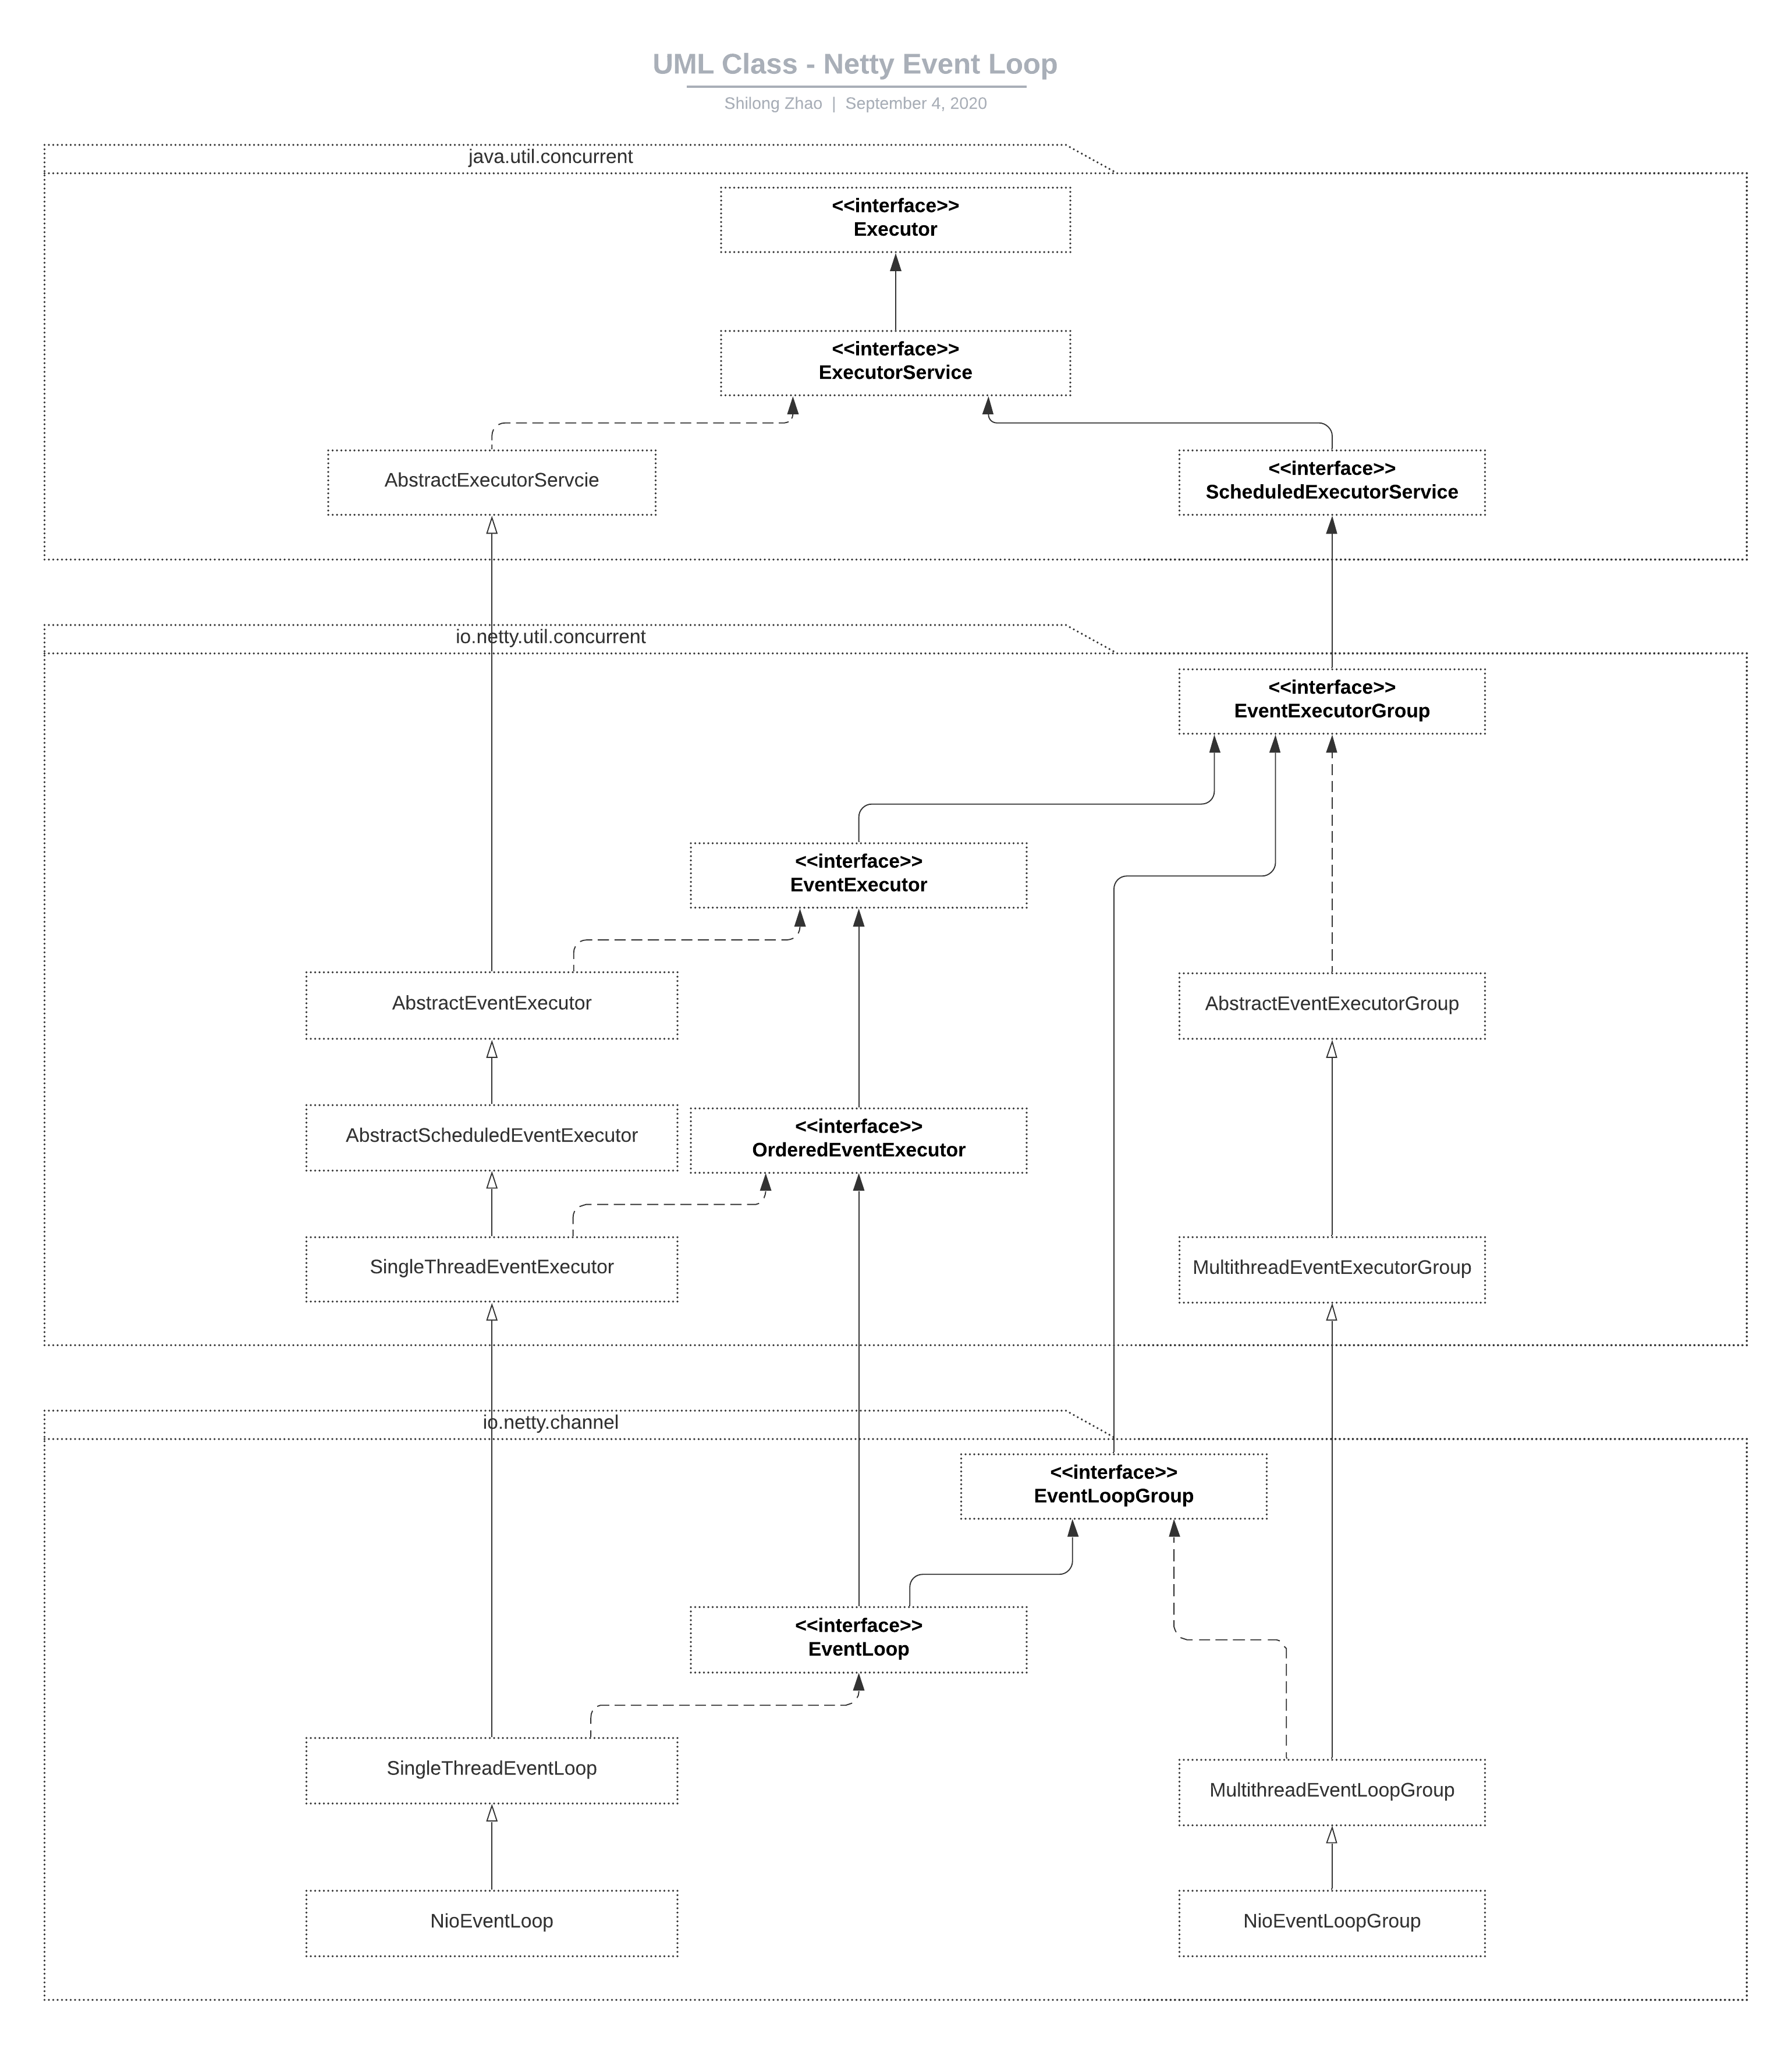 UML Class - Netty Event Loop
Shilong Zhao | September 4, 2020
java.util.concurrent
<<interface>>
Executor
<<interface>>
ExecutorService
AbstractExecutorServcie
<<interface>>
ScheduledExecutorService
io.netty.util.concurrent
<<interface>>
EventExecutorGroup
<<interface>>
EventExecutor
AbstractEventExecutor
AbstractEventExecutorGroup
AbstractScheduledEventExecutor
<<interface>>
OrderedEventExecutor
SingleThreadEventExecutor
MultithreadEventExecutorGroup
io.netty.channel
<<interface>>
EventLoopGroup
<<interface>>
EventLoop
SingleThreadEventLoop
MultithreadEventLoopGroup
NioEventLoop
NioEventLoopGroup